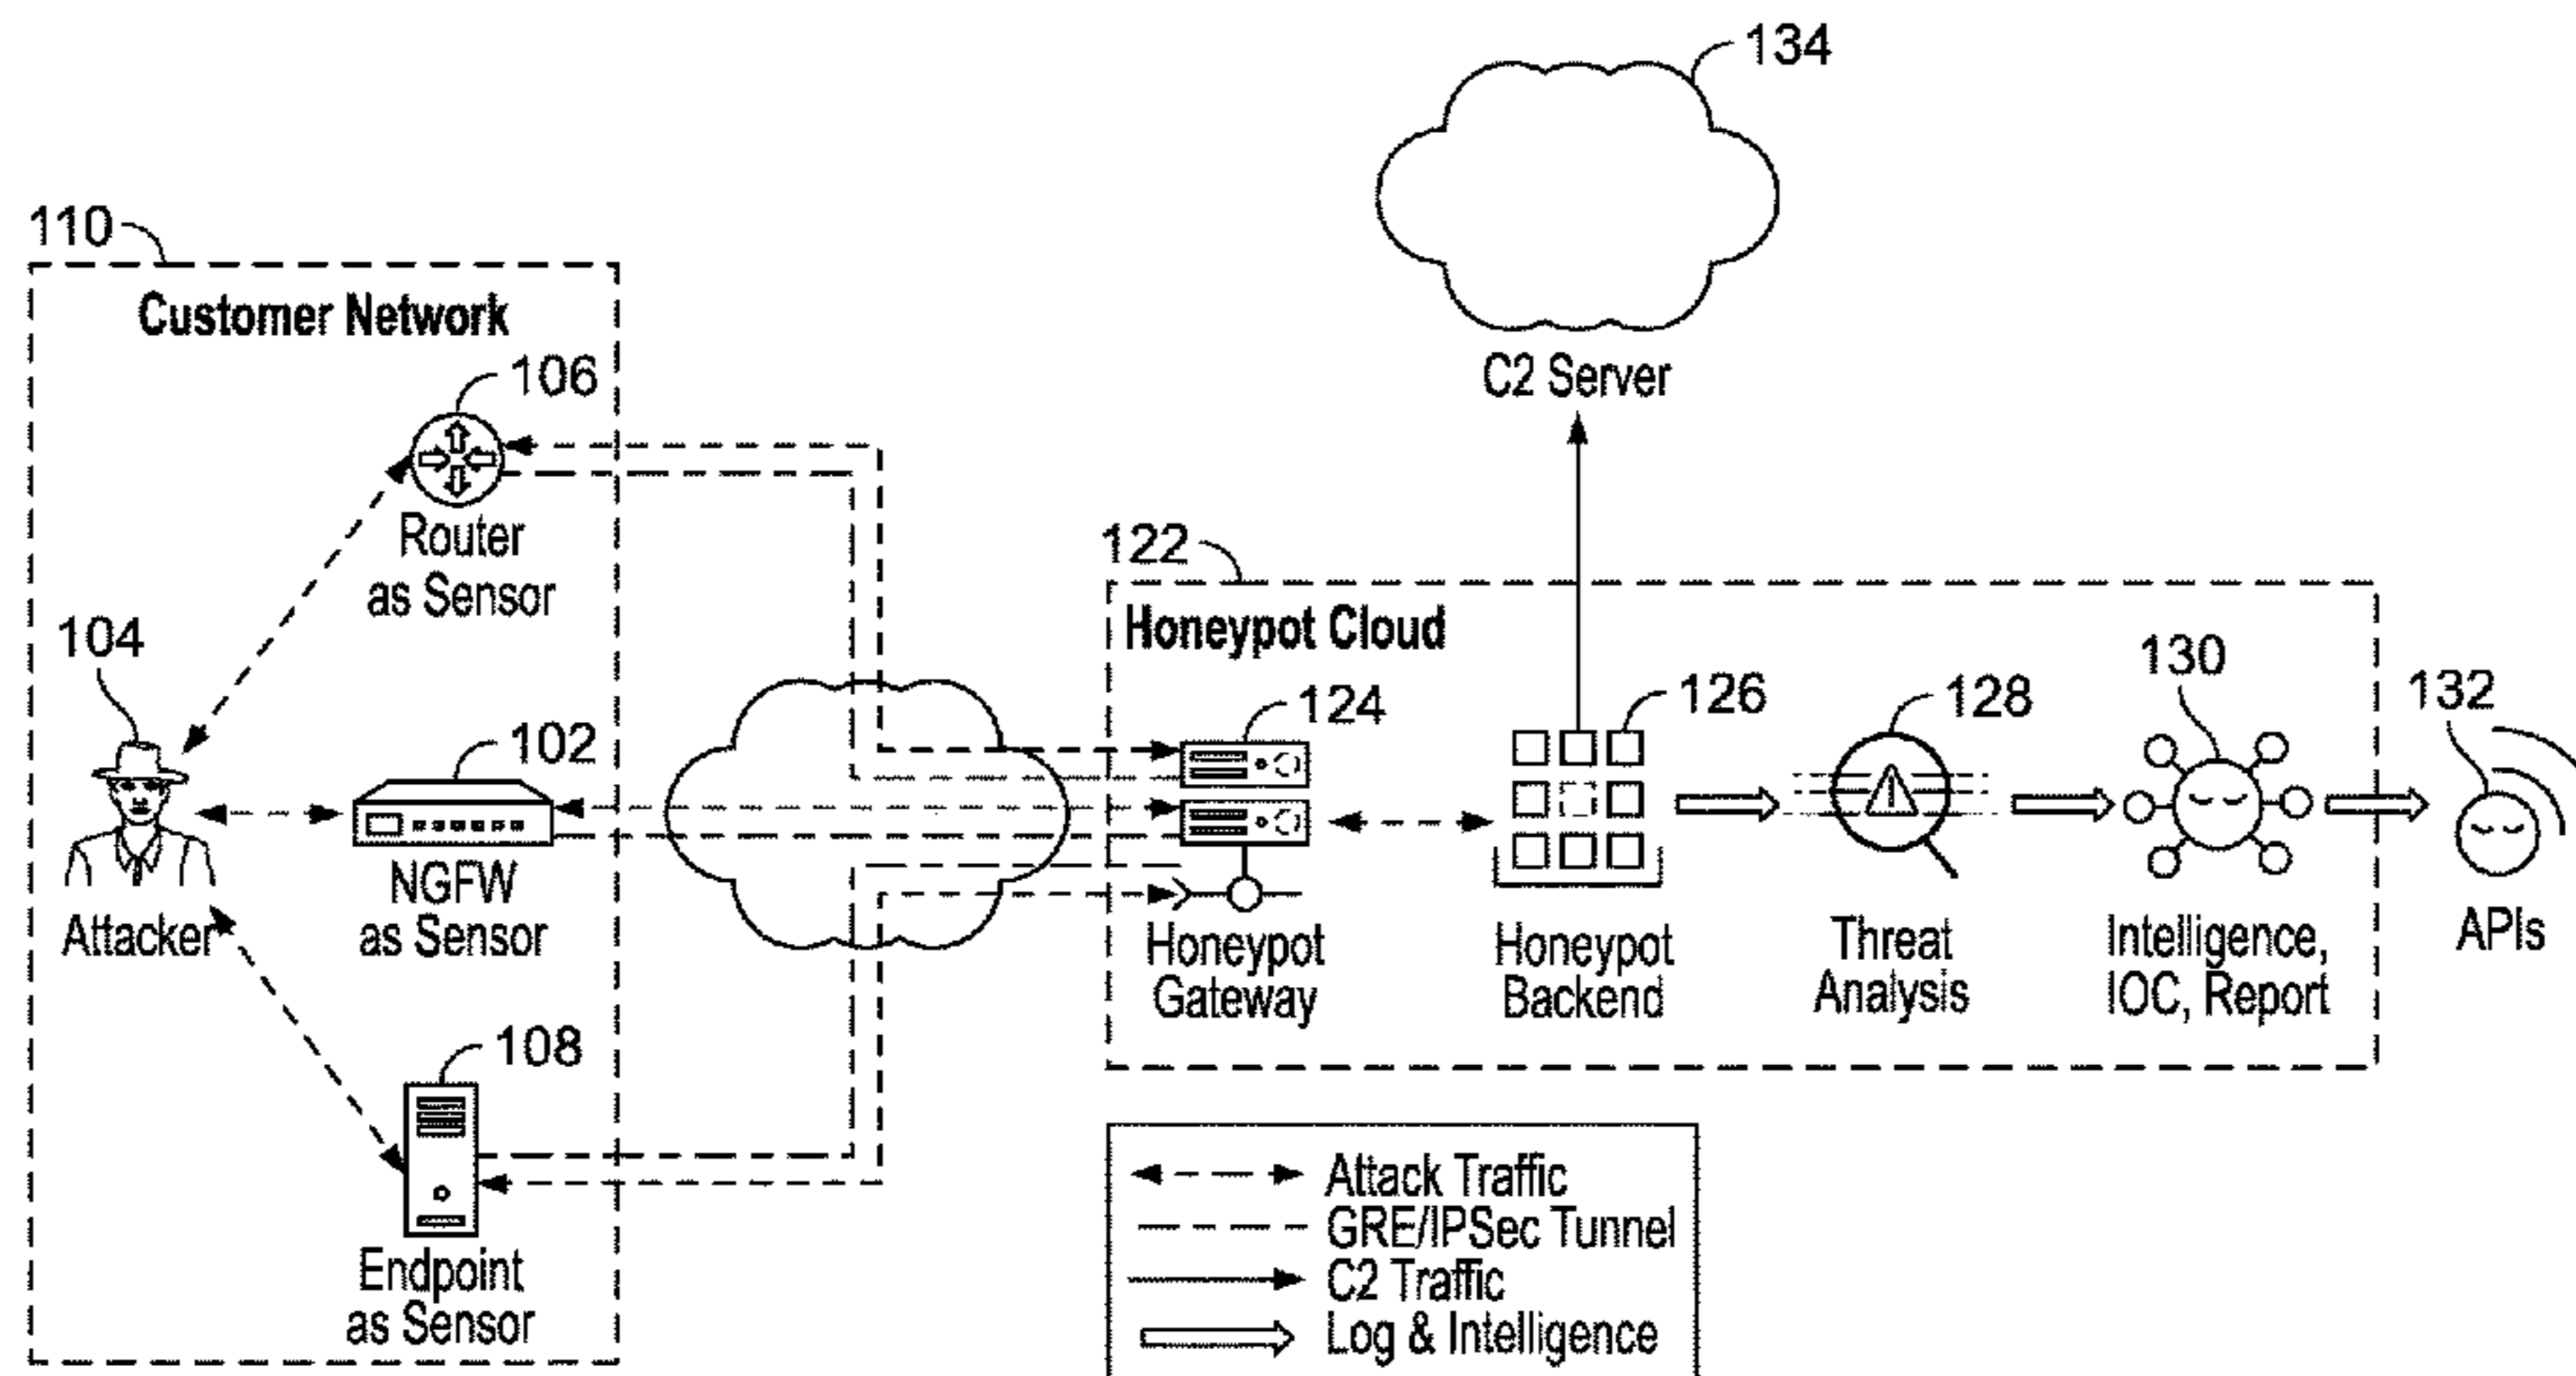 134
110
Customer Network
106
C2 Server
Router
as Sensor
122
Honeypot Cloud
104
130
124
126
128
132
102
NGFW
as Sensor
Attacker
Honeypot
Gateway
Honeypot
Backend
Threat
Analysis
Intelligence,
IOC, Report
APIs
108
Endpoint
as Sensor
Attack Traffic
GRE/IPSec Tunnel
C2 Traffic
Log & Intelligence